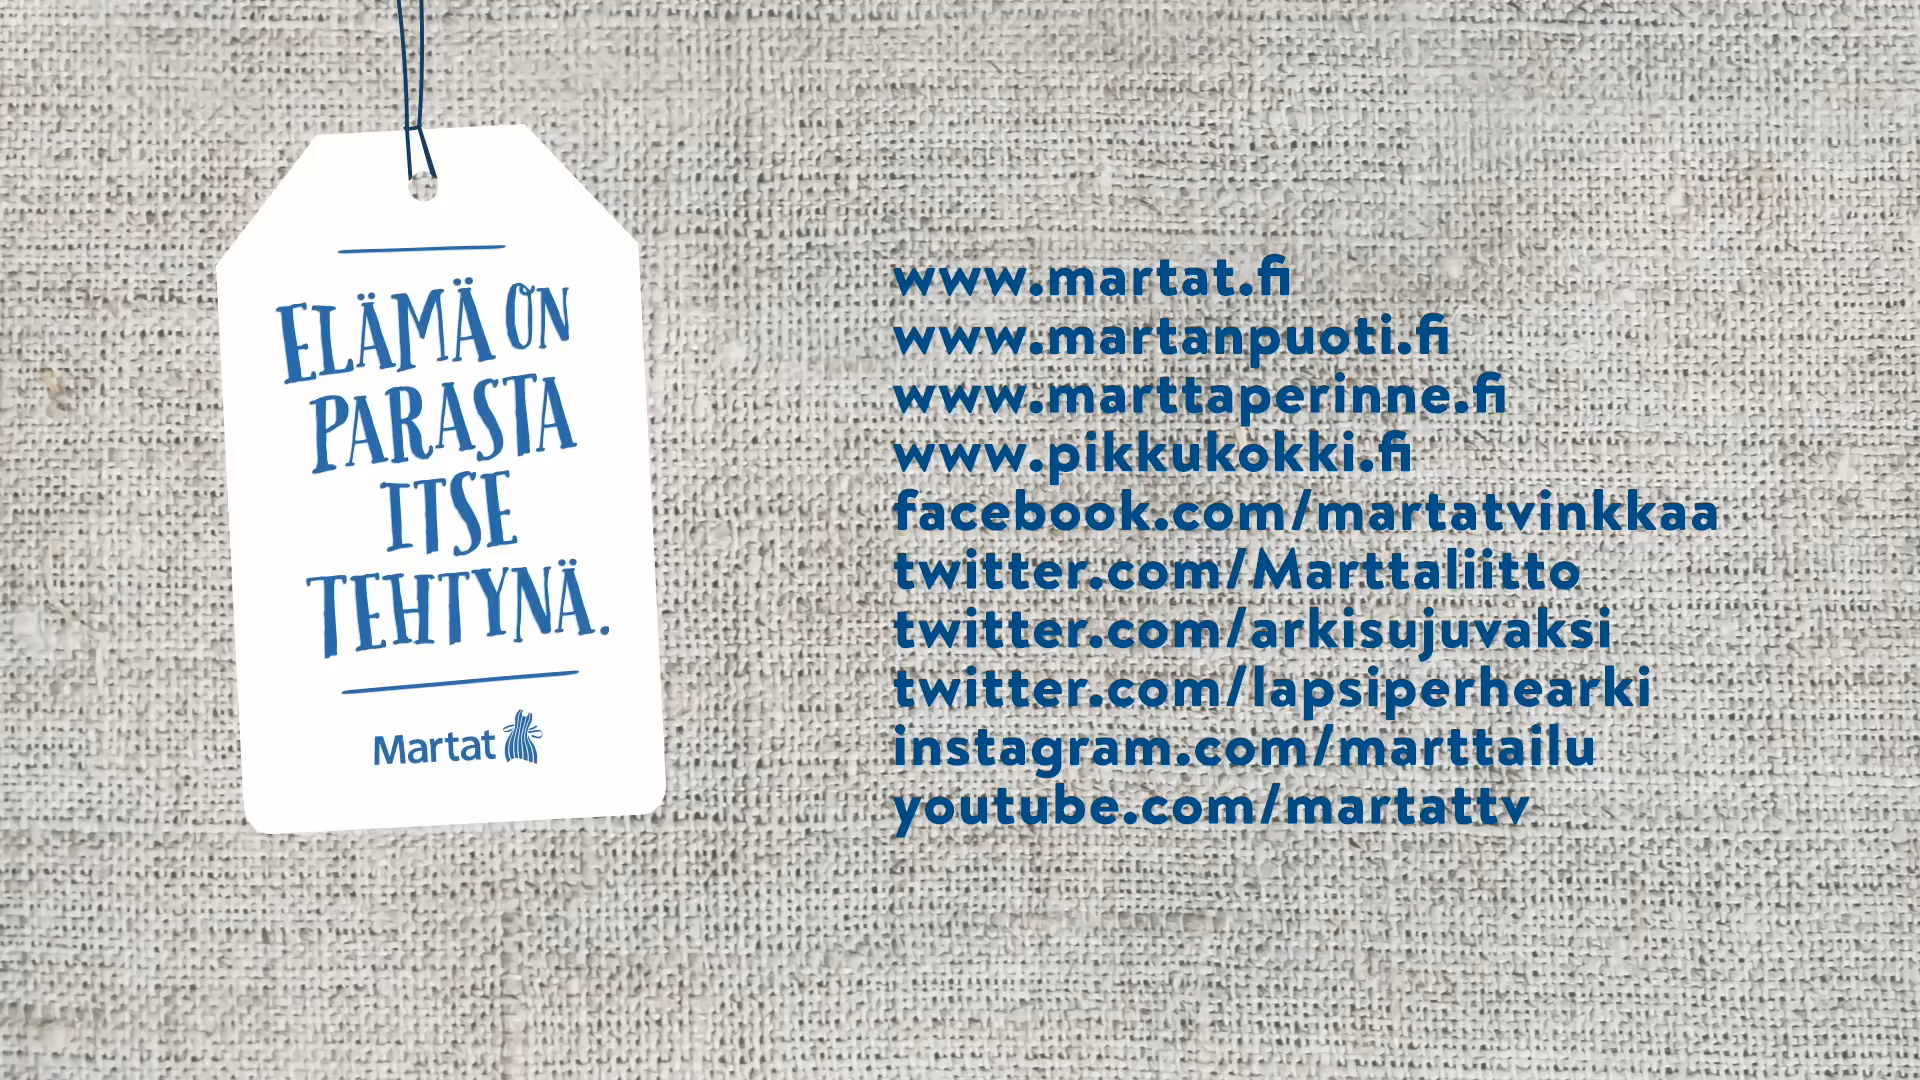 ELÄMÄ ON
PARASTA
ITSE
TEHTYNÄ.
Martat
www.martat.fi
www.martanpuoti.fi
www.marttaperinne.fi
www.pikkukokki.fi
facebook.com/martatvinkkaa
twitter.com/Marttaliitto
twitter.com/arkisujuvaksi
twitter.com/lapsiperhearki
instagram.com/marttailu
youtube.com/martattv